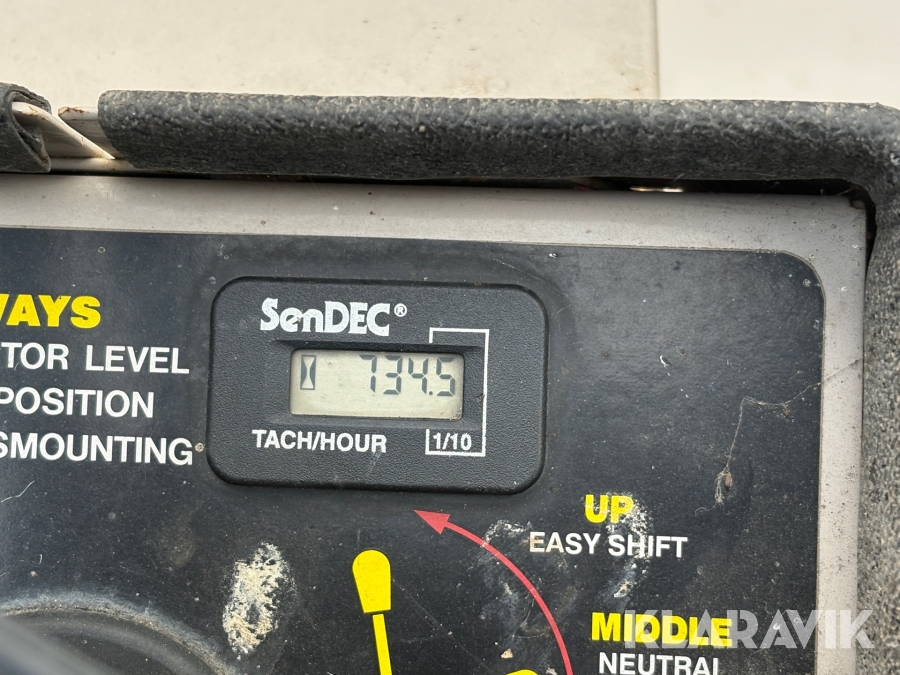 WAYS
TOR LEVEL
POSITION
SMOUNTING
SenDEC®
734.5
TACH/HOUR
1/10
UP
EASY SHIFT
MIDDLE
NEUTRAL
KLARAVIK